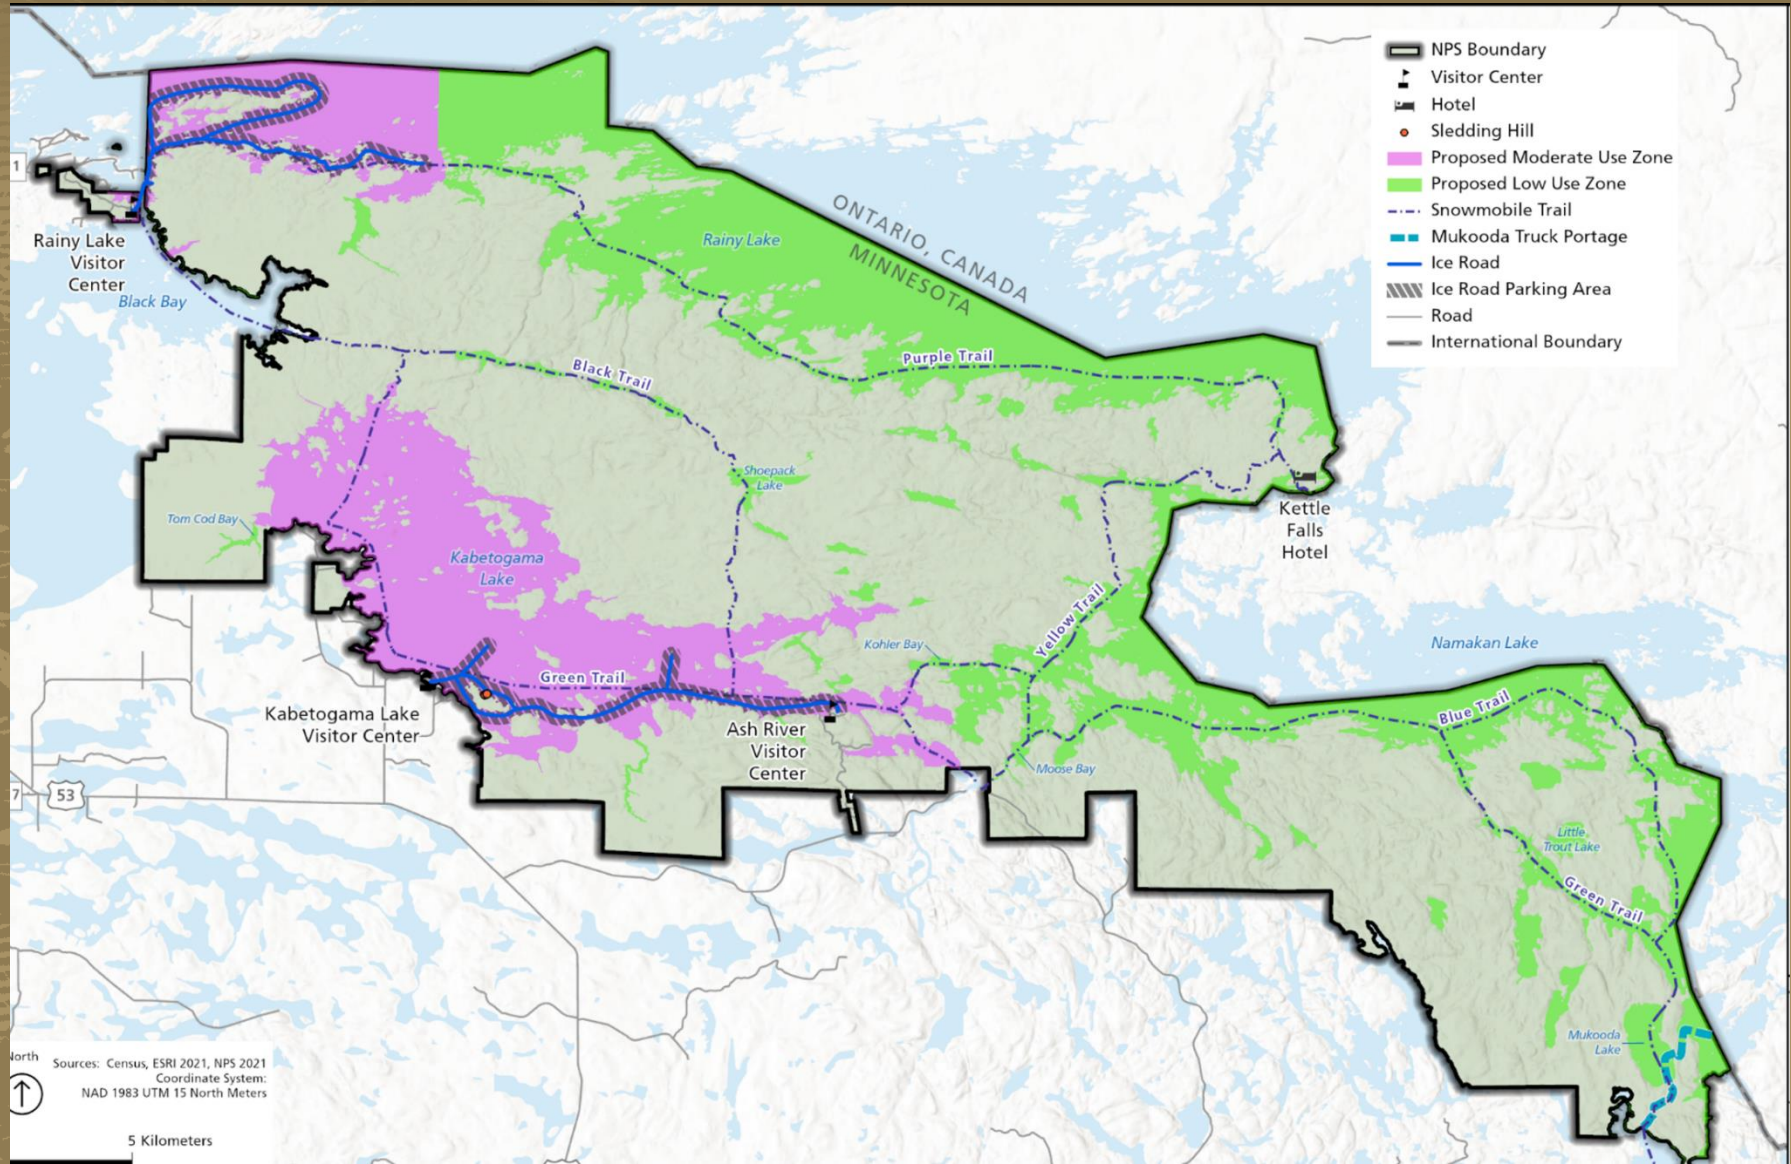 NPS Boundary
Visitor Center
Hotel
Sledding Hill
Proposed Moderate Use Zone
Proposed Low Use Zone
Snowmobile Trail
Mukooda Truck Portage
Ice Road
Ice Road Parking Area
Road
International Boundary
1
Rainy Lake
Visitor
Center
Black Bay
Rainy Lake
ONTARIO, CANADA
MINNESOTA
Purple Trail
Black Trail
Shoepack
Lake
Kettle
Falls
Hotel
Tom Cod Bay
Kabetogama
Lake
Yellow Trail
Kohler Bay
Namakan Lake
Green Trail
Kabetogama Lake
Visitor Center
Ash River
Visitor
Center
Blue Trail
Moose Bay
7
53
Little
Trout Lake
Green Trail
Mukooda
Lake
North
Sources: Census, ESRI 2021, NPS 2021
Coordinate System:
NAD 1983 UTM 15 North Meters
5 Kilometers